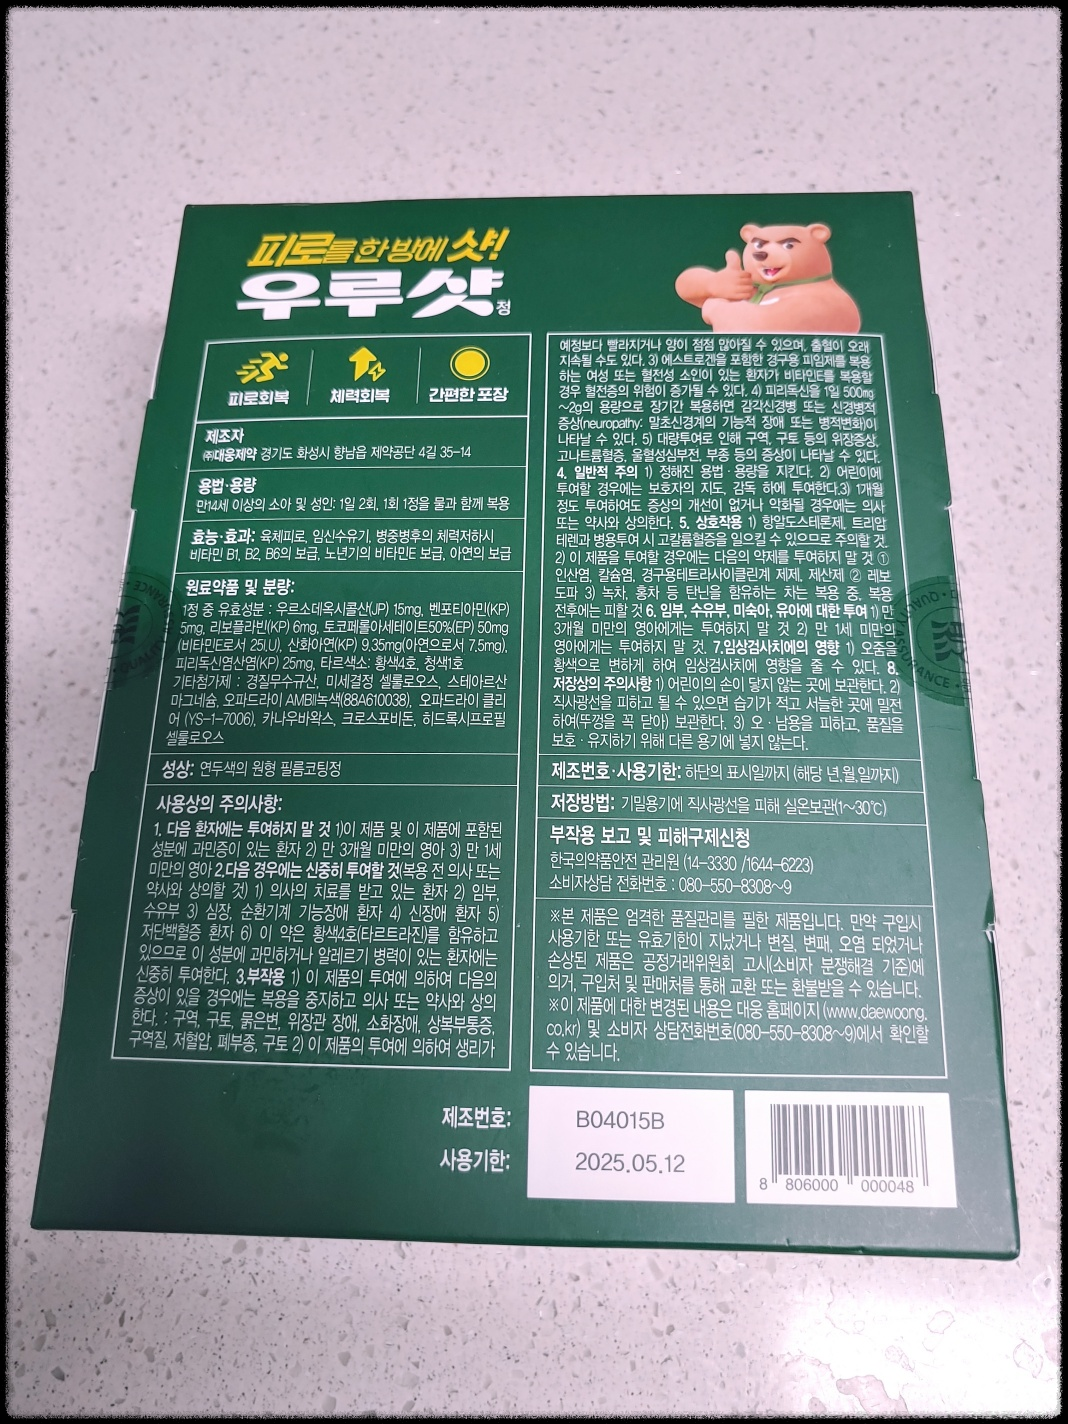 피로를 한 방에 샷!
우루샷정
피로회복 체력회복 간편한 포장
제조자
㈜대웅제약 경기도 화성시 향남읍 제약공단 4길 35-14
용법·용량
만14세 이상의 소아 및 성인: 1일 2회, 1회 1정을 물과 함께 복용
효능·효과: 육체피로, 임신수유기, 병중병후의 체력저하시
비타민 B1, B2, B6의 보급, 노년기의 비타민E 보급, 아연의 보급
원료약품 및 분량:
1정 중 유효성분 : 우르소데옥시콜산(JP) 15mg, 벤포티아민(KP)
5mg, 리보플라빈(KP) 6mg, 토코페롤아세테이트50%(EP) 50mg
(비타민E로서 25I.U), 산화아연(KP) 9.35mg(아연으로서 7.5mg),
피리독신염산염(KP) 25mg, 타르색소: 황색4호, 청색1호
기타첨가제 : 경질무수규산, 미세결정 셀룰로오스, 스테아르산
마그네슘, 오파드라이 AMBII녹색(88A610038), 오파드라이 클리
어 (YS-1-7006), 카나우바왁스, 크로스포비돈, 히드록시프로필
셀룰로오스
성상: 연두색의 원형 필름코팅정
사용상의 주의사항:
1. 다음 환자에는 투여하지 말 것 1)이 제품 및 이 제품에 포함된
성분에 과민증이 있는 환자 2) 만 3개월 미만의 영아 3) 만 1세
미만의 영아 2.다음 경우에는 신중히 투여할 것(복용 전 의사 또는
약사와 상의할 것) 1) 의사의 치료를 받고 있는 환자 2) 임부,
수유부 3) 심장, 순환기계 기능장애 환자 4) 신장애 환자 5)
저단백혈증 환자 6) 이 약은 황색4호(타르트라진)를 함유하고
있으므로 이 성분에 과민하거나 알레르기 병력이 있는 환자에는
신중히 투여한다. 3.부작용 1) 이 제품의 투여에 의하여 다음의
증상이 있을 경우에는 복용을 중지하고 의사 또는 약사와 상의
한다. : 구역, 구토, 묽은변, 위장관 장애, 소화장애, 상복부통증,
구역질, 저혈압, 폐부종, 구토 2) 이 제품의 투여에 의하여 생리가
예정보다 빨라지거나 양이 점점 많아질 수 있으며, 출혈이 오래
지속될 수도 있다. 3) 에스트로겐을 포함한 경구용 피임제를 복용
하는 여성 또는 혈전성 소인이 있는 환자가 비타민E를 복용할
경우 혈전증의 위험이 증가될 수 있다. 4) 피리독신을 1일 500mg
~2g의 용량으로 장기간 복용하면 감각신경병 또는 신경병적
증상(neuropathy: 말초신경계의 기능적 장애 또는 병적변화)이
나타날 수 있다. 5) 대량투여로 인해 구역, 구토 등의 위장증상,
고나트륨혈증, 울혈성심부전, 부종 등의 증상이 나타날 수 있다.
4. 일반적 주의 1) 정해진 용법·용량을 지킨다. 2) 어린이에
투여할 경우에는 보호자의 지도, 감독 하에 투여한다.3) 1개월
정도 투여하여도 증상의 개선이 없거나 악화될 경우에는 의사
또는 약사와 상의한다. 5. 상호작용 1) 항알도스테론제, 트리암
테렌과 병용투여 시 고칼륨혈증을 일으킬 수 있으므로 주의할 것.
2) 이 제품을 투여할 경우에는 다음의 약제를 투여하지 말 것 ①
인산염, 칼슘염, 경구용테트라사이클린계 제제, 제산제 ② 레보
도파 3) 녹차, 홍차 등 탄닌을 함유하는 차는 복용 중, 복용
전후에는 피할 것 6. 임부, 수유부, 미숙아, 유아에 대한 투여 1) 만
3개월 미만의 영아에게는 투여하지 말 것 2) 만 1세 미만의
영아에게는 투여하지 말 것. 7.임상검사치에의 영향 1) 오줌을
황색으로 변하게 하여 임상검사치에 영향을 줄 수 있다. 8.
저장상의 주의사항 1) 어린이의 손이 닿지 않는 곳에 보관한다. 2)
직사광선을 피하고 될 수 있으면 습기가 적고 서늘한 곳에 밀전
하여(뚜껑을 꼭 닫아) 보관한다. 3) 오·남용을 피하고, 품질을
보호·유지하기 위해 다른 용기에 넣지 않는다.
제조번호·사용기한: 하단의 표시일까지 (해당 년,월,일까지)
저장방법: 기밀용기에 직사광선을 피해 실온보관(1~30℃)
부작용 보고 및 피해구제신청
한국의약품안전 관리원 (14-3330 /1644-6223)
소비자상담 전화번호 : 080-550-8308~9
※본 제품은 엄격한 품질관리를 필한 제품입니다. 만약 구입시
사용기한 또는 유효기한이 지났거나 변질, 변패, 오염 되었거나
손상된 제품은 공정거래위원회 고시(소비자 분쟁해결 기준)에
의거, 구입처 및 판매처를 통해 교환 또는 환불받을 수 있습니다.
※이 제품에 대한 변경된 내용은 대웅 홈페이지 (www.daewoong.
co.kr) 및 소비자 상담전화번호(080-550-8308~9)에서 확인할
수 있습니다.
제조번호: B04015B
사용기한: 2025.05.12
8 806000 000048